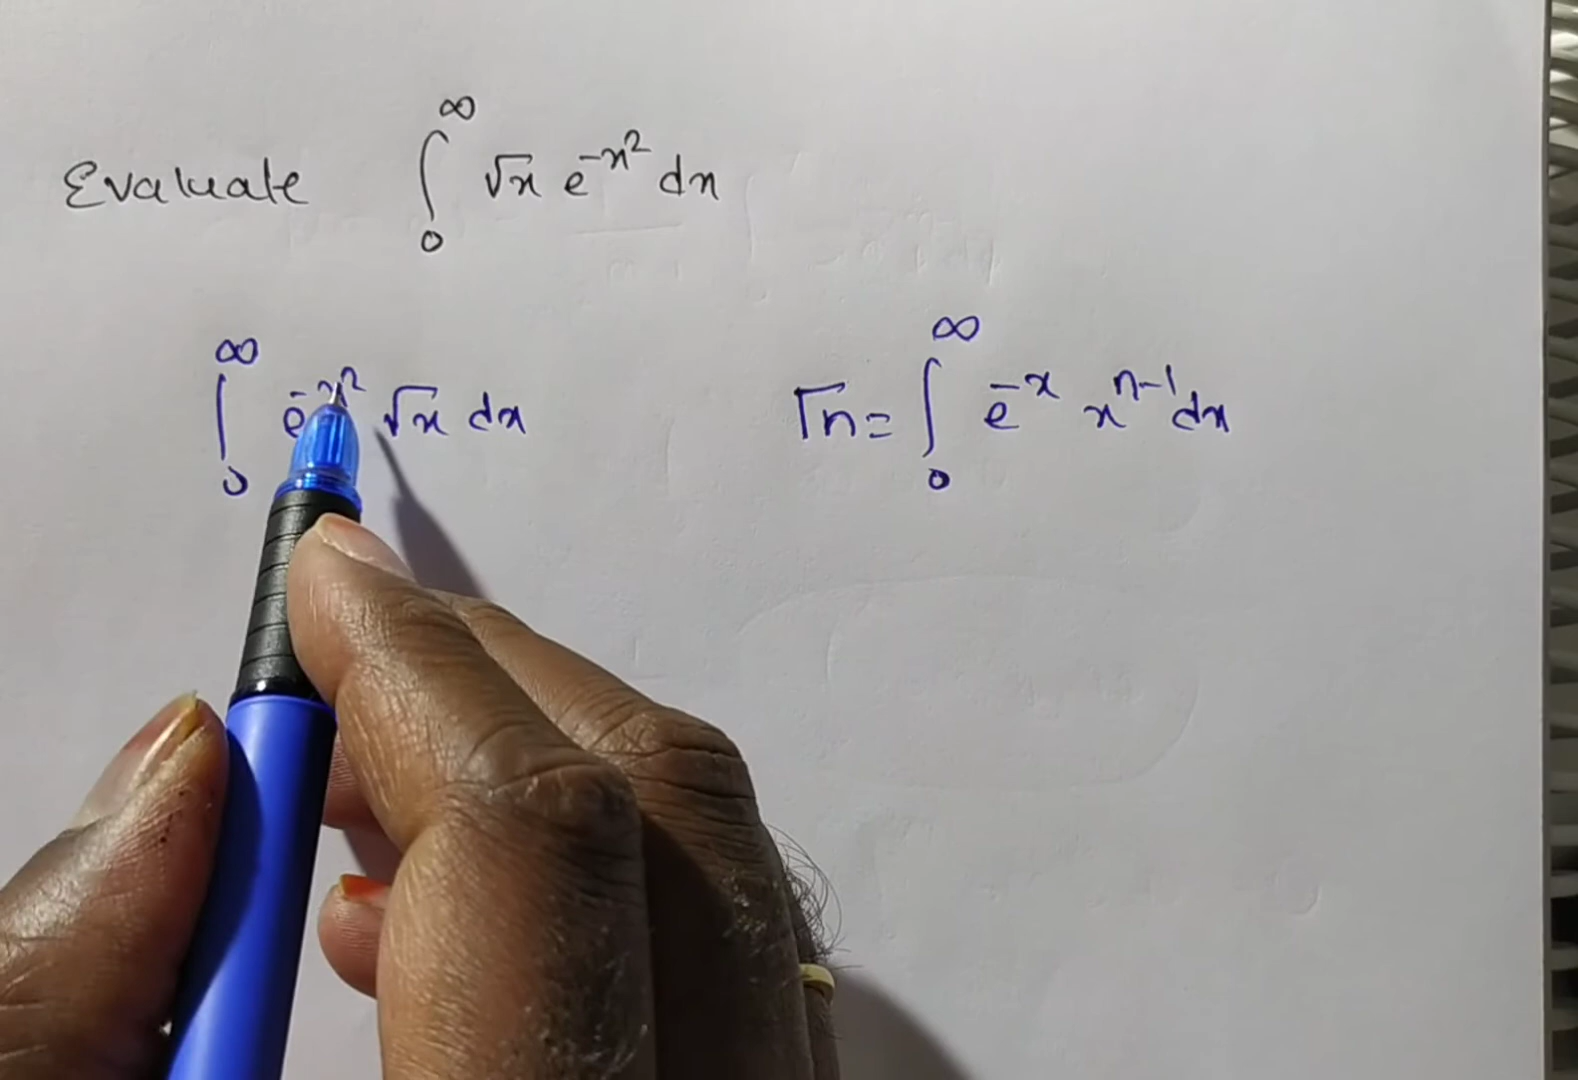 Evaluate ∫₀^∞ √x e^{-x²} dx
∫₀^∞ e^{-x²} √x dx
Γn = ∫₀^∞ e^{-x} x^{n-1} dx